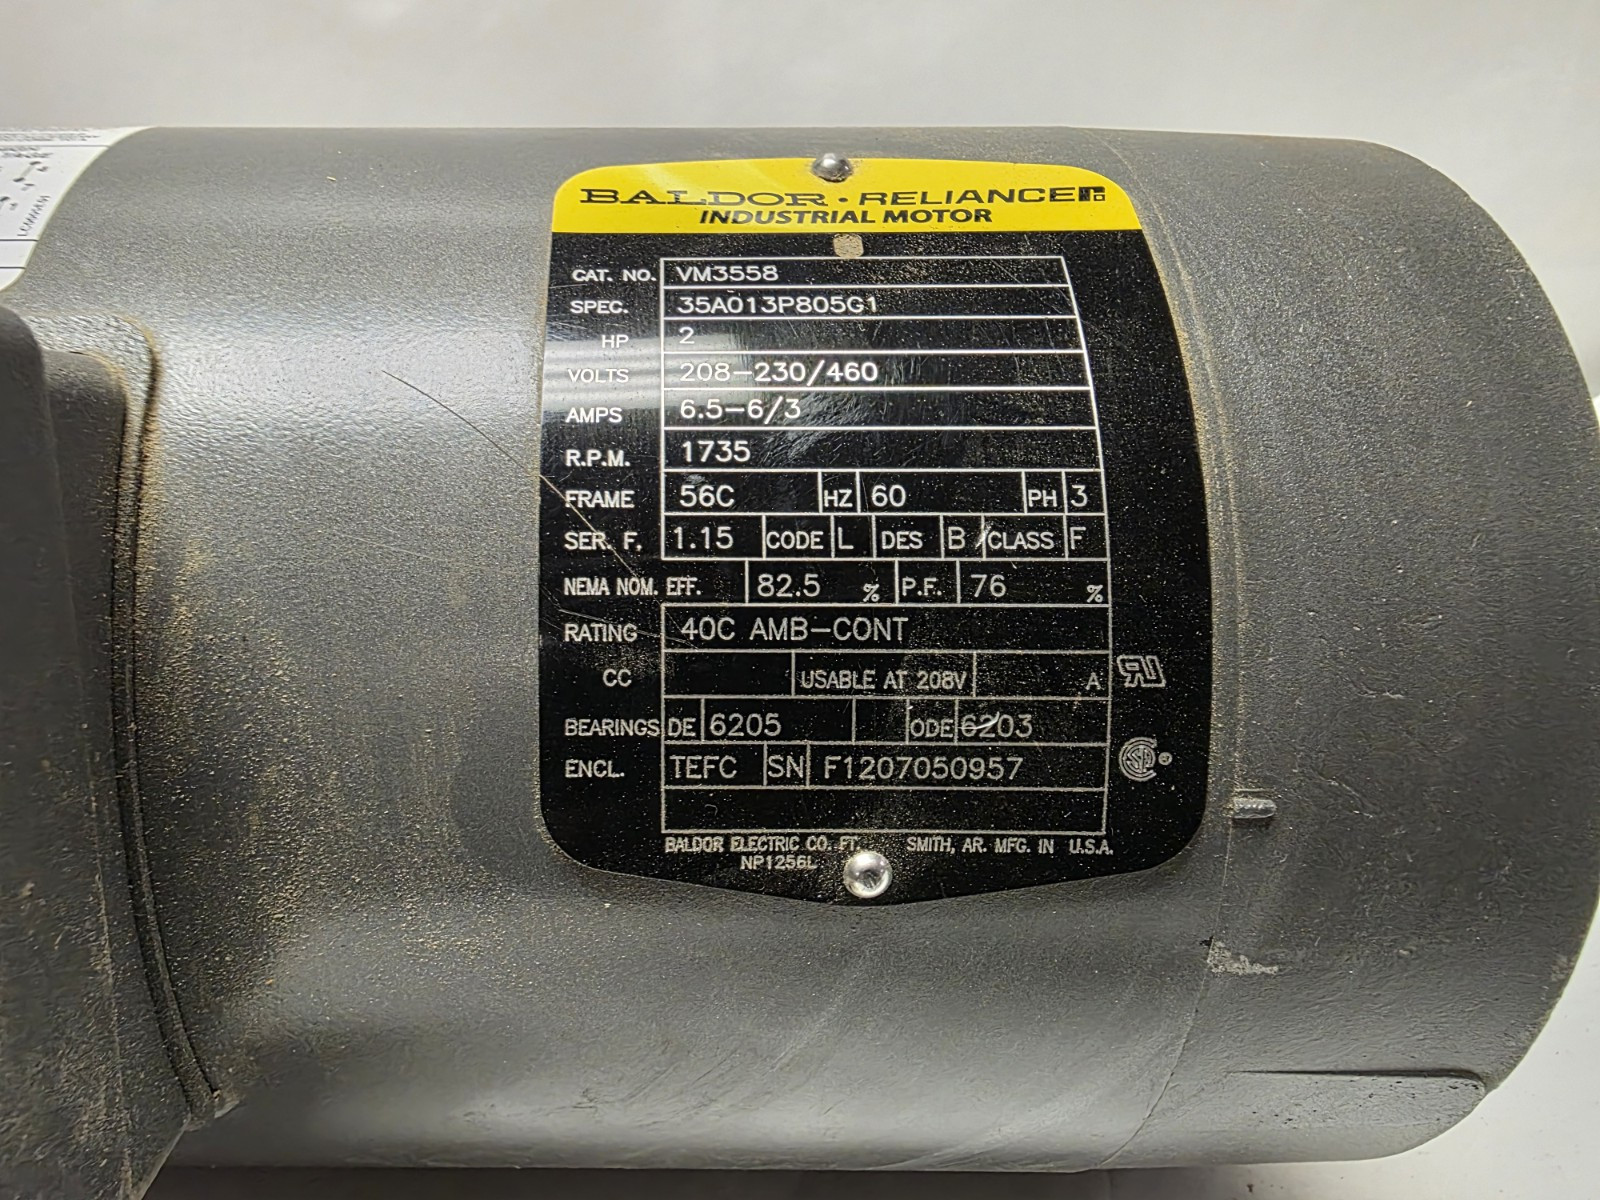 BALDOR • RELIANCE
INDUSTRIAL MOTOR
CAT. NO. VM3558
SPEC. 35A013P805G1
HP 2
VOLTS 208-230/460
AMPS 6.5-6/3
R.P.M. 1735
FRAME 56C HZ 60 PH 3
SER. F. 1.15 CODE L DES B CLASS F
NEMA NOM. EFF. 82.5 % P.F. 76 %
RATING 40C AMB-CONT
CC USABLE AT 208V A
BEARINGS DE 6205 ODE 6203
ENCL. TEFC SN F1207050957
BALDOR ELECTRIC CO. FT. SMITH, AR. MFG. IN U.S.A.
NP1256L